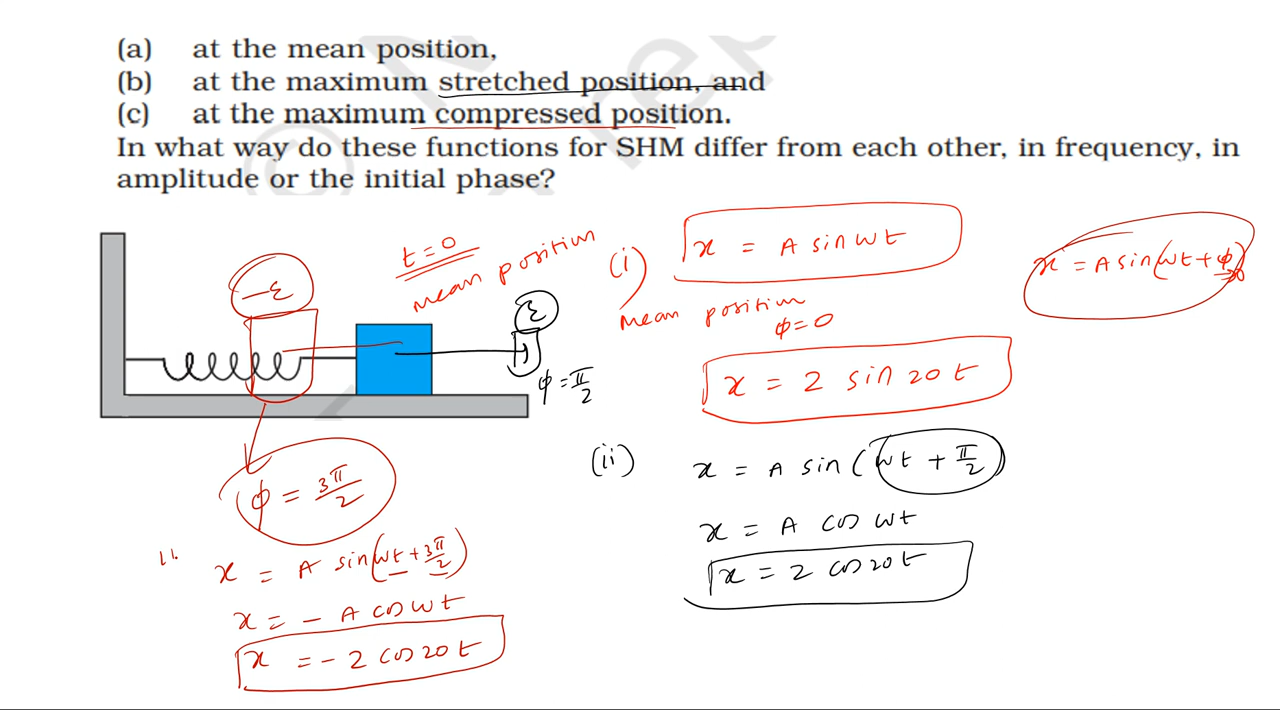 (a) at the mean position,
(b) at the maximum stretched position, and
(c) at the maximum compressed position.
In what way do these functions for SHM differ from each other, in frequency, in
amplitude or the initial phase?
t=0
mean position
φ = π/2
φ = 3π/2
x = A sin(ωt + 3π/2)
x = - A cos ωt
x = - 2 cos 20 t
(i) x = A sin ωt
mean position
φ = 0
x = 2 sin 20 t
(ii) x = A sin (ωt + π/2)
x = A cos ωt
x = 2 cos 20 t
x = A sin(ωt + φ)